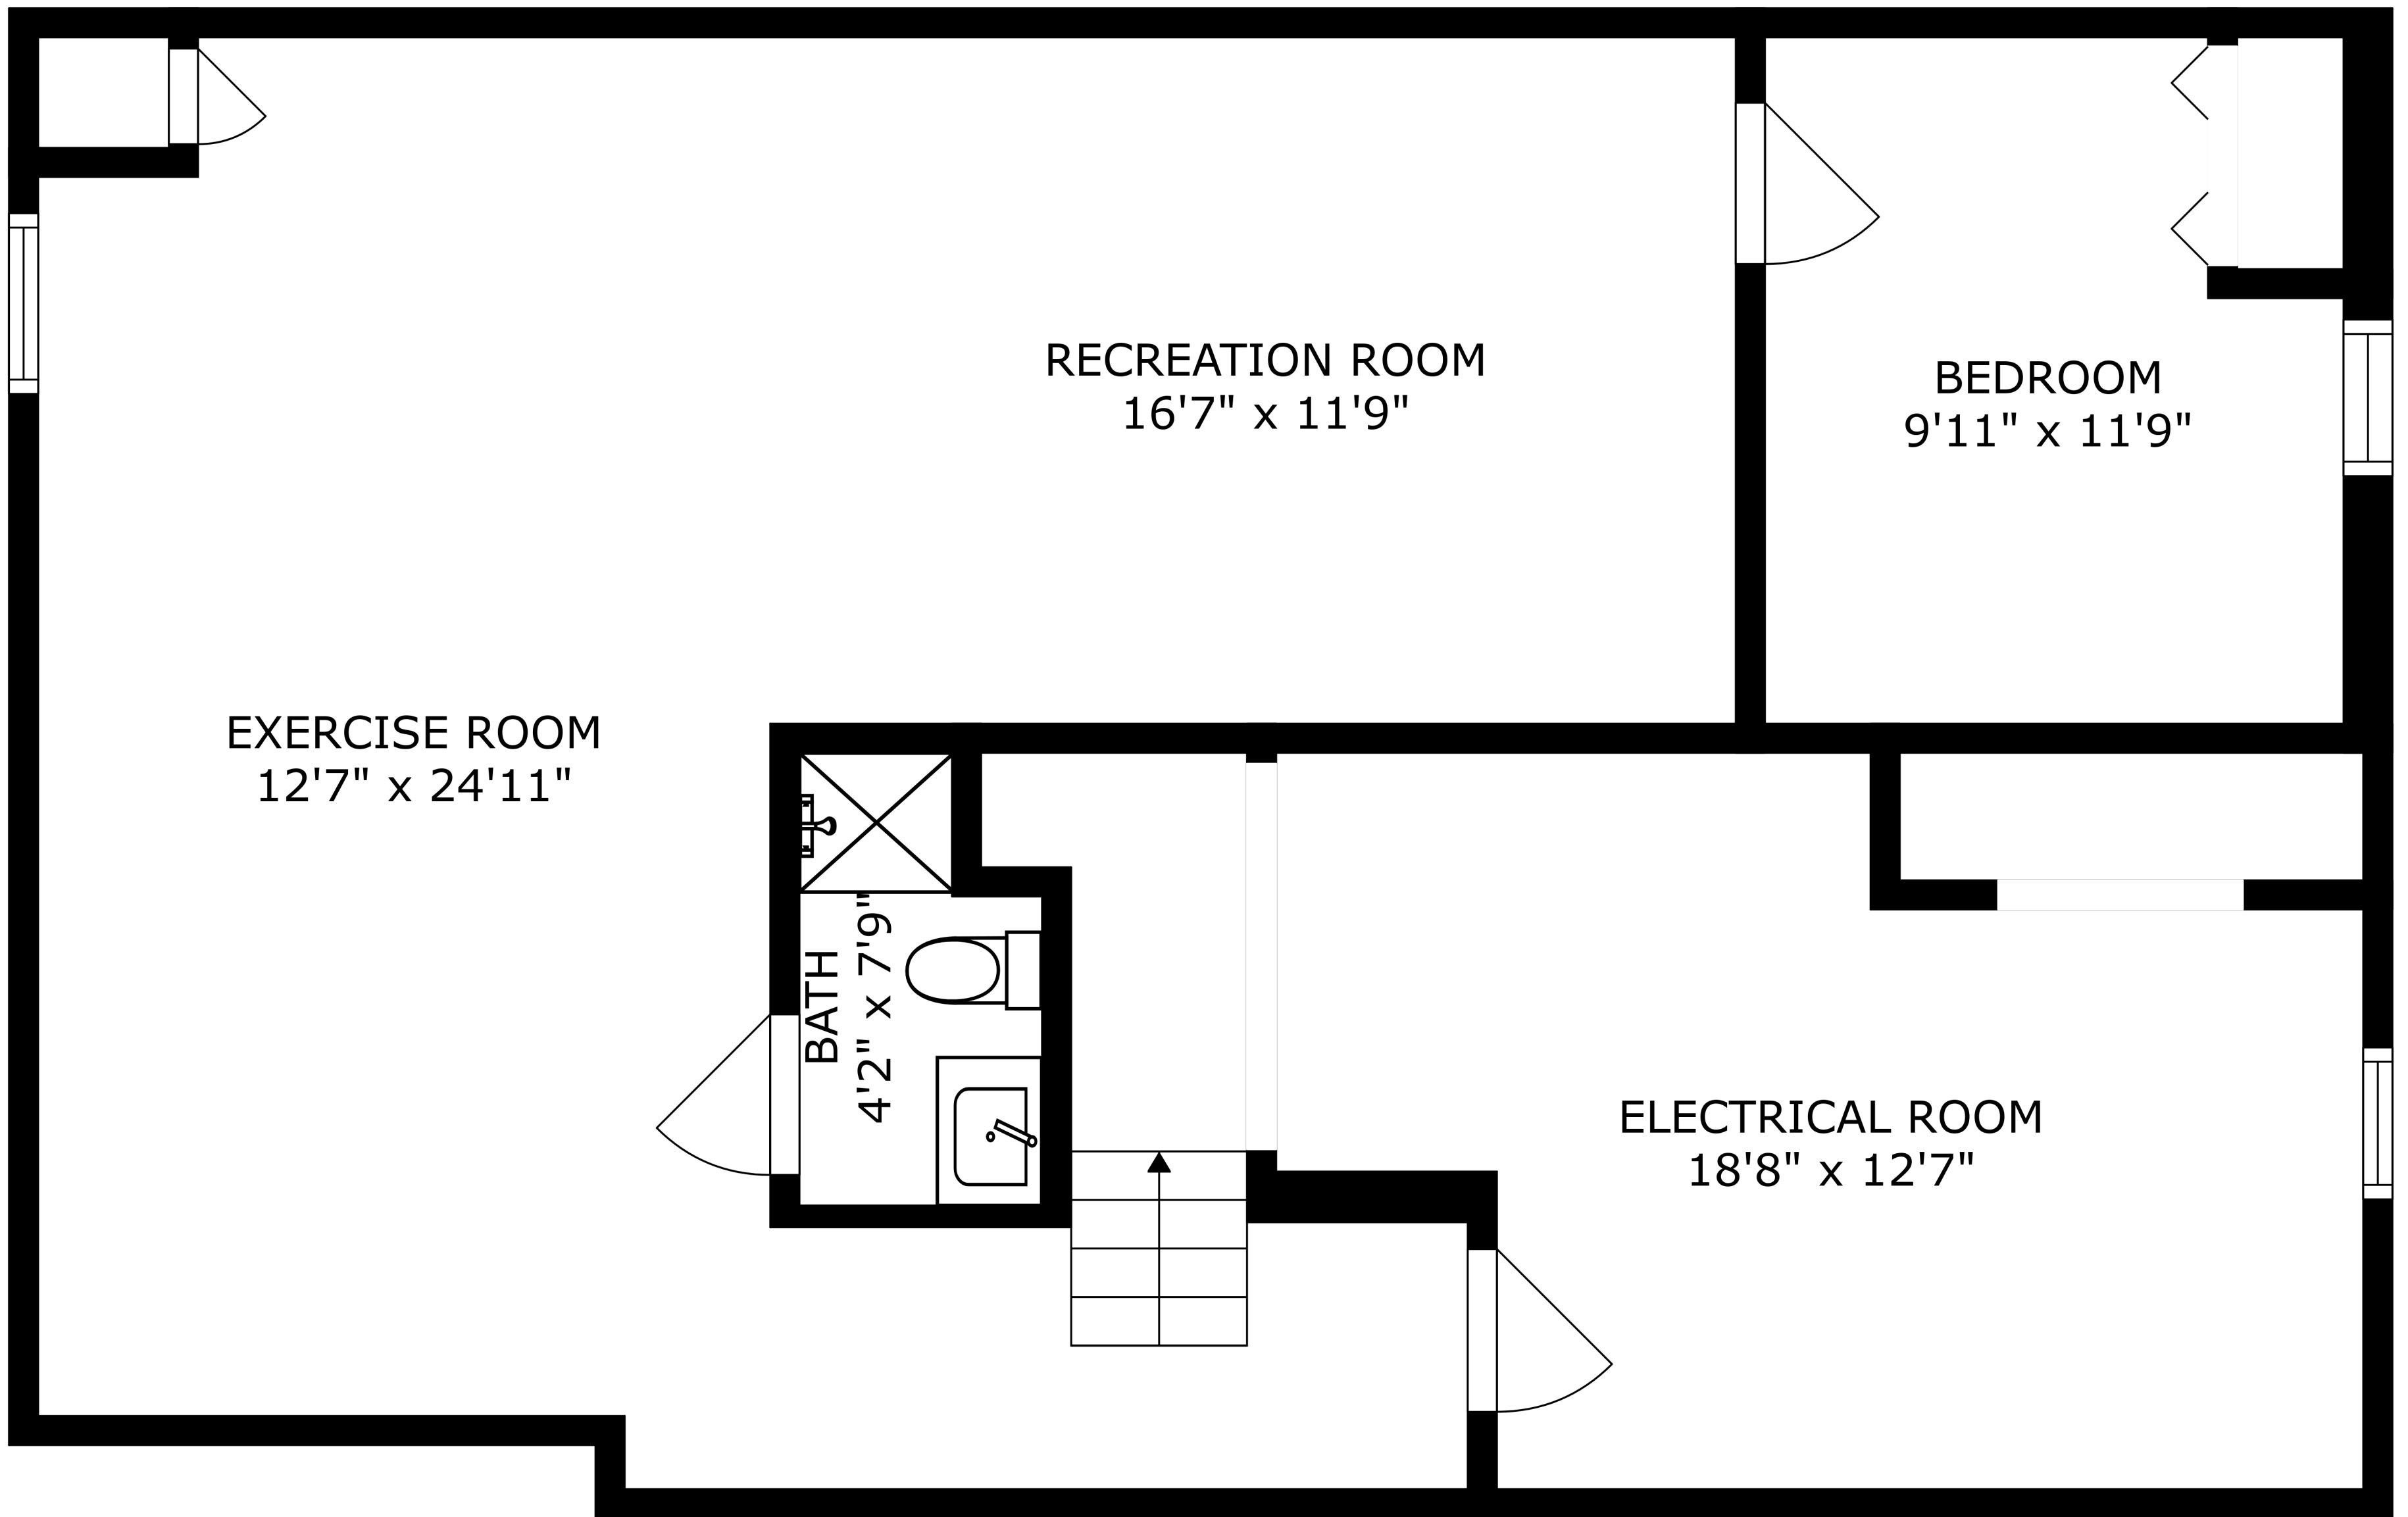 RECREATION ROOM
16'7" x 11'9"
BEDROOM
9'11" x 11'9"
EXERCISE ROOM
12'7" x 24'11"
BATH
4'2" x 7'9"
ELECTRICAL ROOM
18'8" x 12'7"